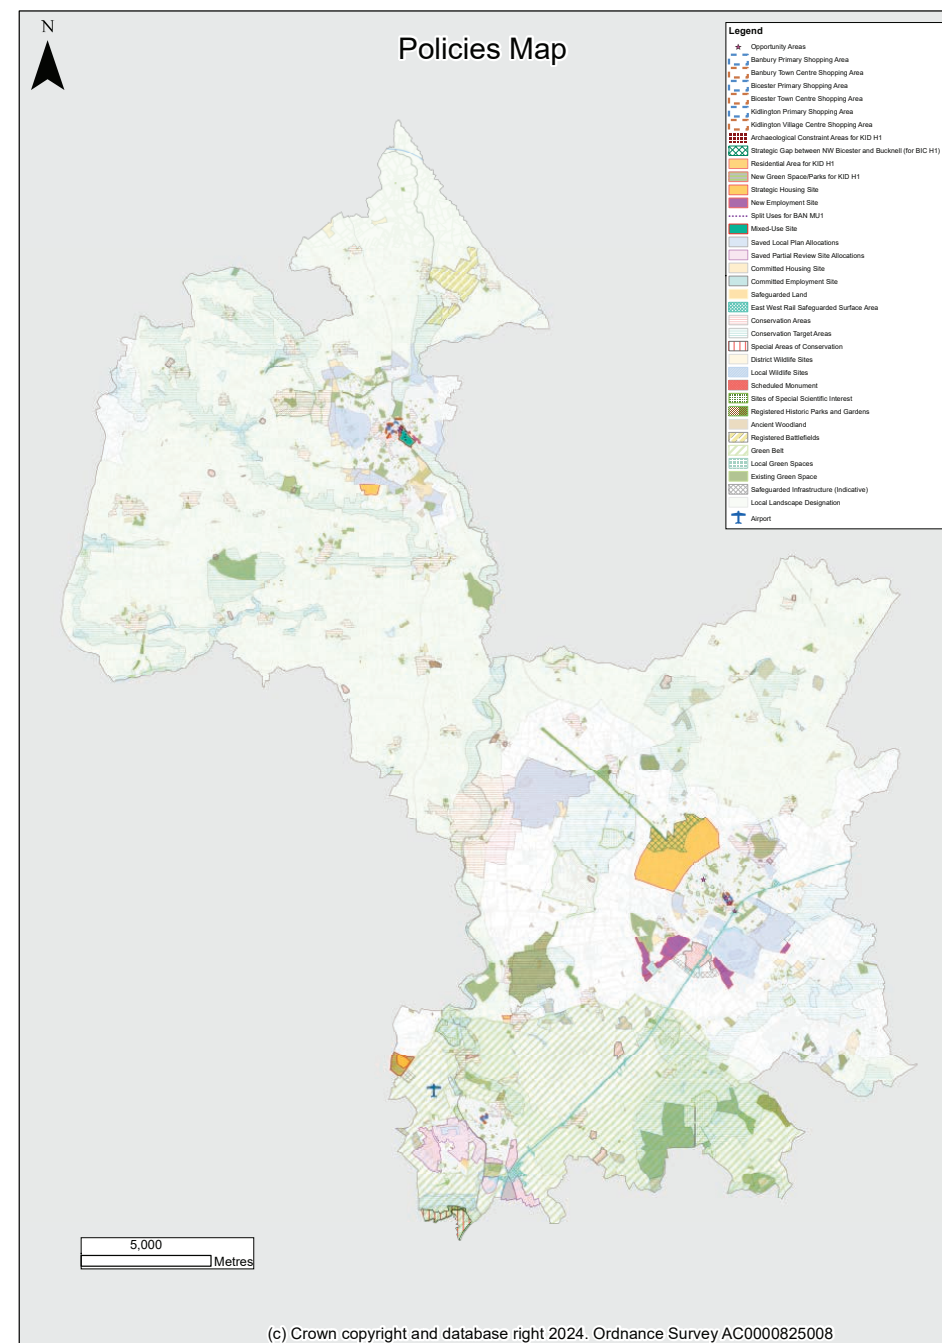 N
Policies Map
Legend
Opportunity Areas
Banbury Primary Shopping Area
Banbury Town Centre Shopping Area
Bicester Primary Shopping Area
Bicester Town Centre Shopping Area
Kidlington Primary Shopping Area
Kidlington Village Centre Shopping Area
Archaeological Constraint Areas for KID H1
Strategic Gap between NW Bicester and Bucknell (for BIC H1)
Residential Area for KID H1
New Green Space/Parks for KID H1
Strategic Housing Site
New Employment Site
Split Uses for BAN MU1
Mixed-Use Site
Saved Local Plan Allocations
Saved Partial Review Site Allocations
Committed Housing Site
Committed Employment Site
Safeguarded Land
East West Rail Safeguarded Surface Area
Conservation Areas
Conservation Target Areas
Special Areas of Conservation
District Wildlife Sites
Local Wildlife Sites
Scheduled Monument
Sites of Special Scientific Interest
Registered Historic Parks and Gardens
Ancient Woodland
Registered Battlefields
Green Belt
Local Green Spaces
Existing Green Space
Safeguarded Infrastructure (Indicative)
Local Landscape Designation
Airport
5,000
Metres
(c) Crown copyright and database right 2024. Ordnance Survey AC0000825008